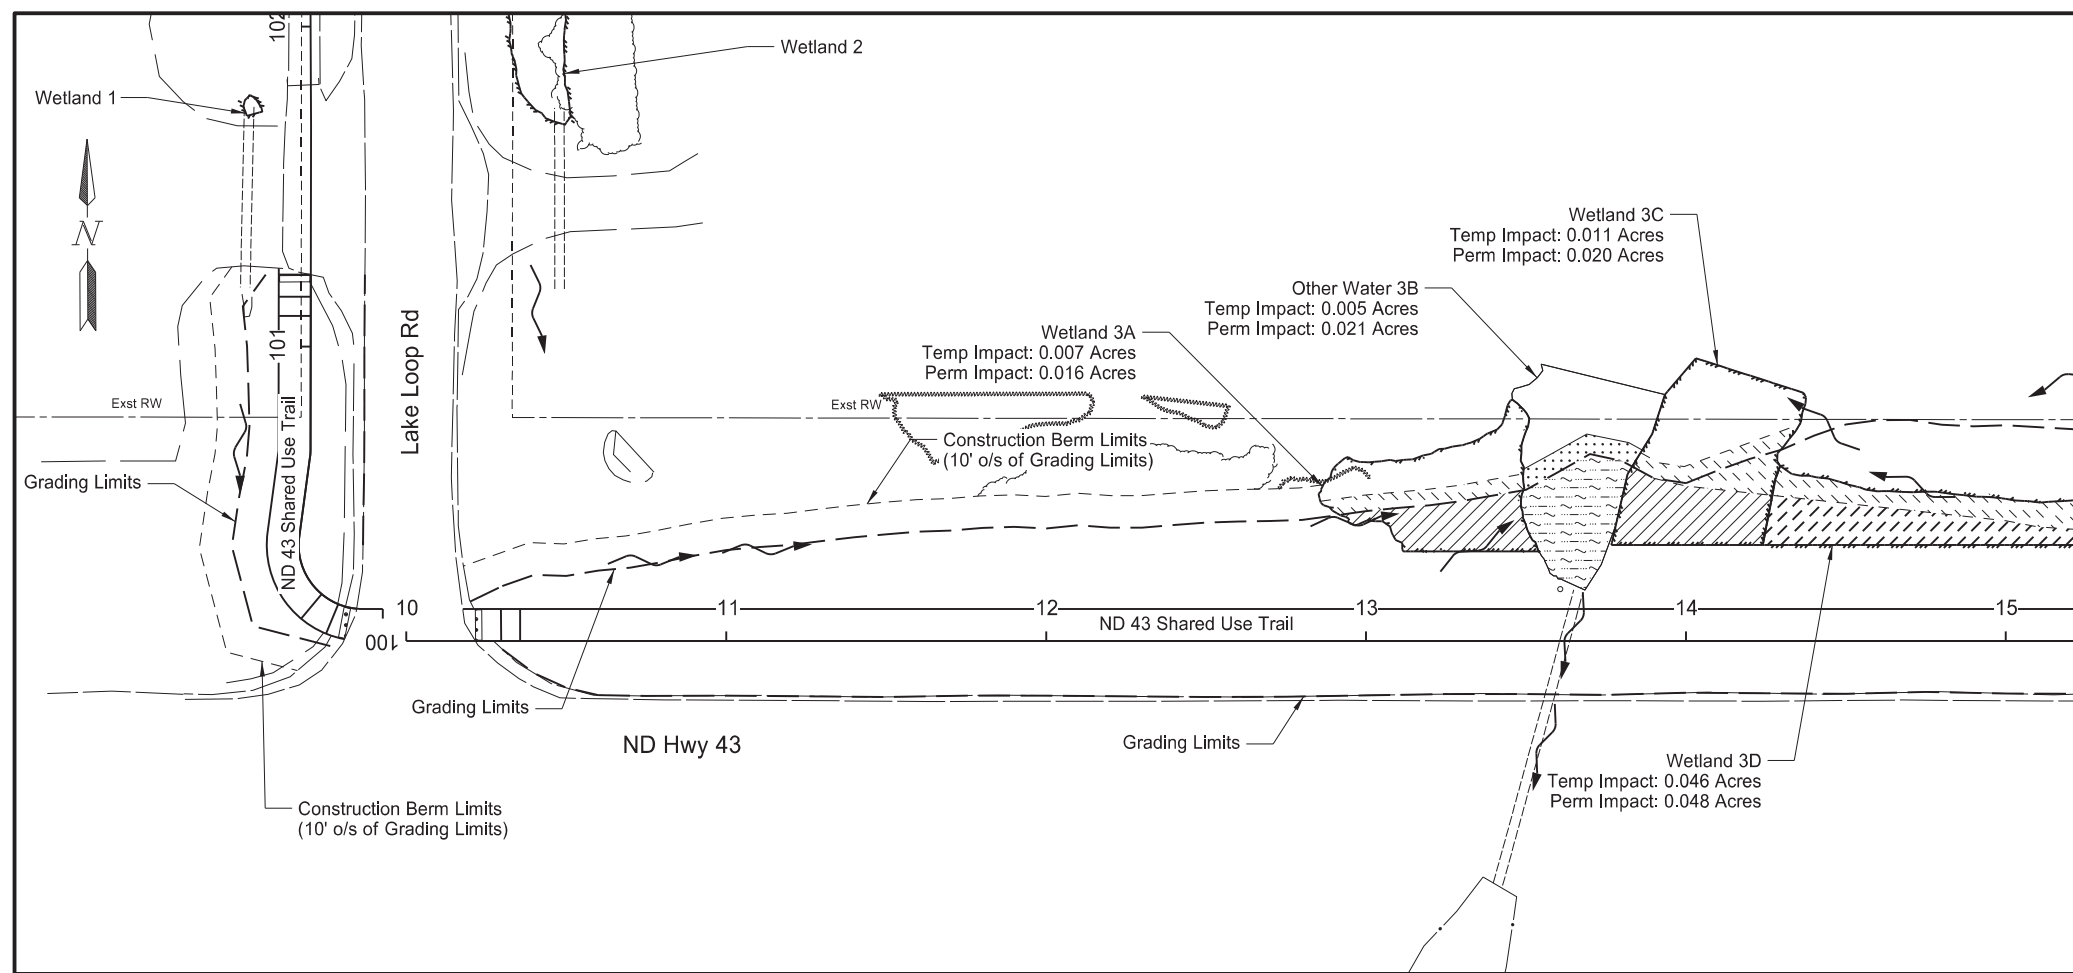 102
Wetland 2
Wetland 1
N
Wetland 3C
Temp Impact: 0.011 Acres
Perm Impact: 0.020 Acres
Other Water 3B
Temp Impact: 0.005 Acres
Perm Impact: 0.021 Acres
Wetland 3A
Temp Impact: 0.007 Acres
Perm Impact: 0.016 Acres
101
Lake Loop Rd
Exst RW
Exst RW
Construction Berm Limits
(10' o/s of Grading Limits)
Grading Limits
ND 43 Shared Use Trail
10
11
12
13
14
15
ND 43 Shared Use Trail
100
Grading Limits
ND Hwy 43
Grading Limits
Wetland 3D
Temp Impact: 0.046 Acres
Perm Impact: 0.048 Acres
Construction Berm Limits
(10' o/s of Grading Limits)